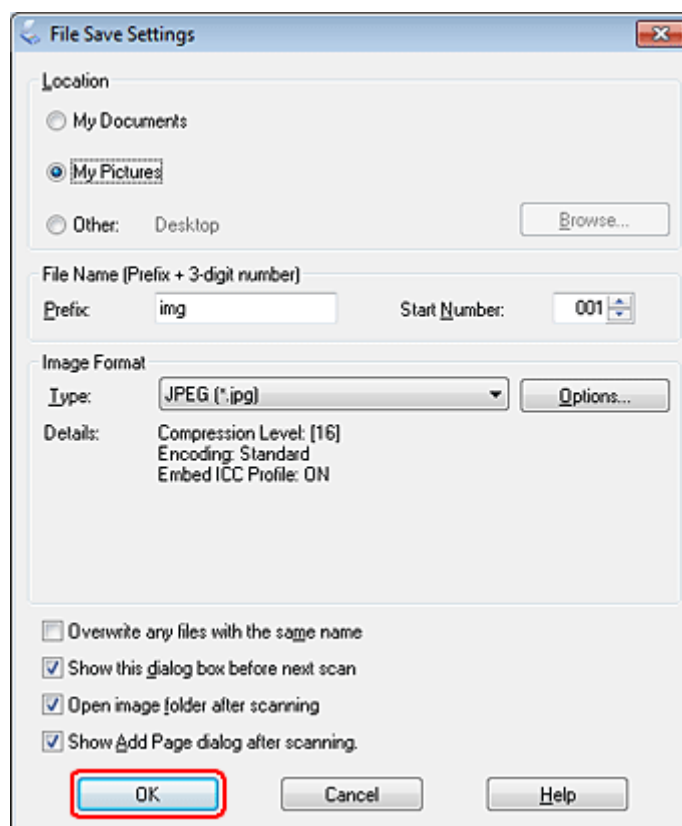 File Save Settings
Location
My Documents
My Pictures
Other: Desktop Browse...
File Name (Prefix + 3-digit number)
Prefix: img Start Number: 001
Image Format
Type: JPEG (*.jpg) Options...
Details: Compression Level: [16]
Encoding: Standard
Embed ICC Profile: ON
Overwrite any files with the same name
Show this dialog box before next scan
Open image folder after scanning
Show Add Page dialog after scanning.
OK Cancel Help